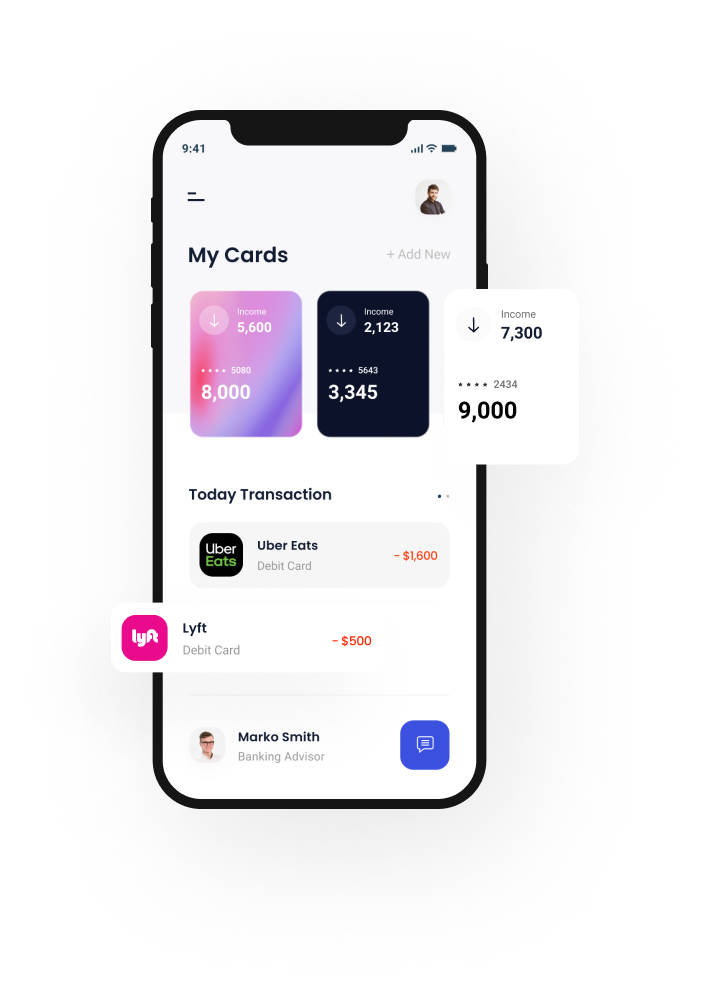 9:41
My Cards
+ Add New
Income
5,600
**** 5080
8,000
Income
2,123
**** 5643
3,345
Income
7,300
**** 2434
9,000
Today Transaction
Uber
Eats
Uber Eats
Debit Card
- $1,600
lyft
Lyft
Debit Card
- $500
Marko Smith
Banking Advisor